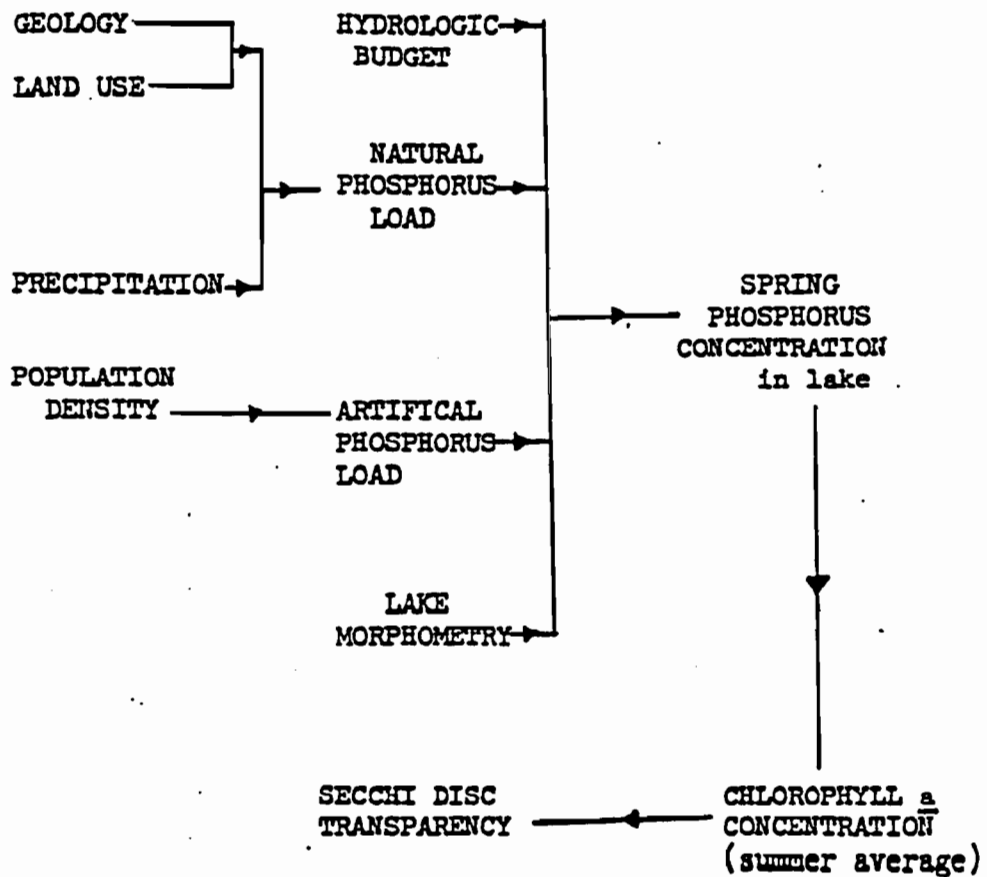 GEOLOGY
LAND USE
PRECIPITATION
POPULATION
DENSITY
HYDROLOGIC
BUDGET
NATURAL
PHOSPHORUS
LOAD
ARTIFICAL
PHOSPHORUS
LOAD
LAKE
MORPHOMETRY
SPRING
PHOSPHORUS
CONCENTRATION
in lake
CHLOROPHYLL a
CONCENTRATION
(summer average)
SECCHI DISC
TRANSPARENCY